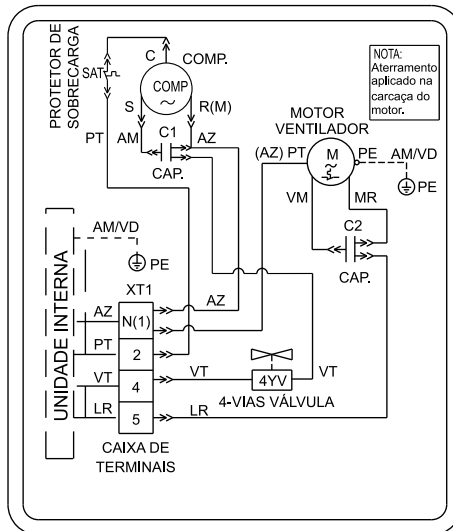 PROTETOR DE
SOBRECARGA
SAT
C
COMP.
COMP
S
R(M)
AM
C1
AZ
CAP.
PT
NOTA:
Aterramento
aplicado na
carcaça do
motor.
MOTOR
VENTILADOR
(AZ) PT
M
PE
AM/VD
PE
VM
MR
C2
CAP.
AM/VD
PE
UNIDADE INTERNA
XT1
AZ
N(1)
AZ
PT
2
VT
4
VT
4YV
VT
4-VIAS VÁLVULA
LR
5
LR
CAIXA DE
TERMINAIS